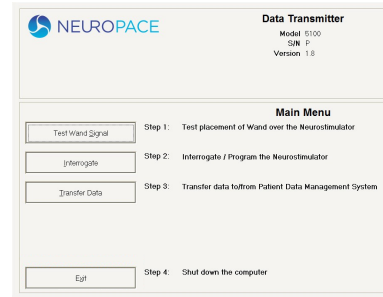 NEUROPACE
Data Transmitter
Model 5100
S/N P
Version 1.8
Main Menu
Test Wand Signal
Step 1: Test placement of Wand over the Neurostimulator
Interrogate
Step 2: Interrogate / Program the Neurostimulator
Transfer Data
Step 3: Transfer data to/from Patient Data Management System
Exit
Step 4: Shut down the computer